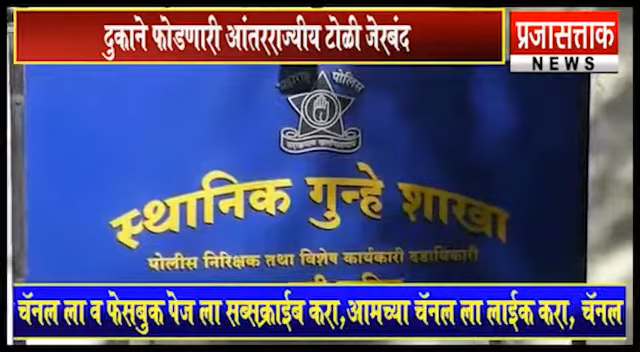 दुकाने फोडणारी आंतरराज्यीय टोळी जेरबंद
प्रजासत्ताक
NEWS
महाराष्ट्र पोलिस
स्थानिक गुन्हे शाखा
पोलीस निरिक्षक तथा विशेष कार्यकारी दंडाधिकारी
चॅनल ला व फेसबुक पेज ला सब्सक्राईब करा,आमच्या चॅनल ला लाईक करा, चॅनल